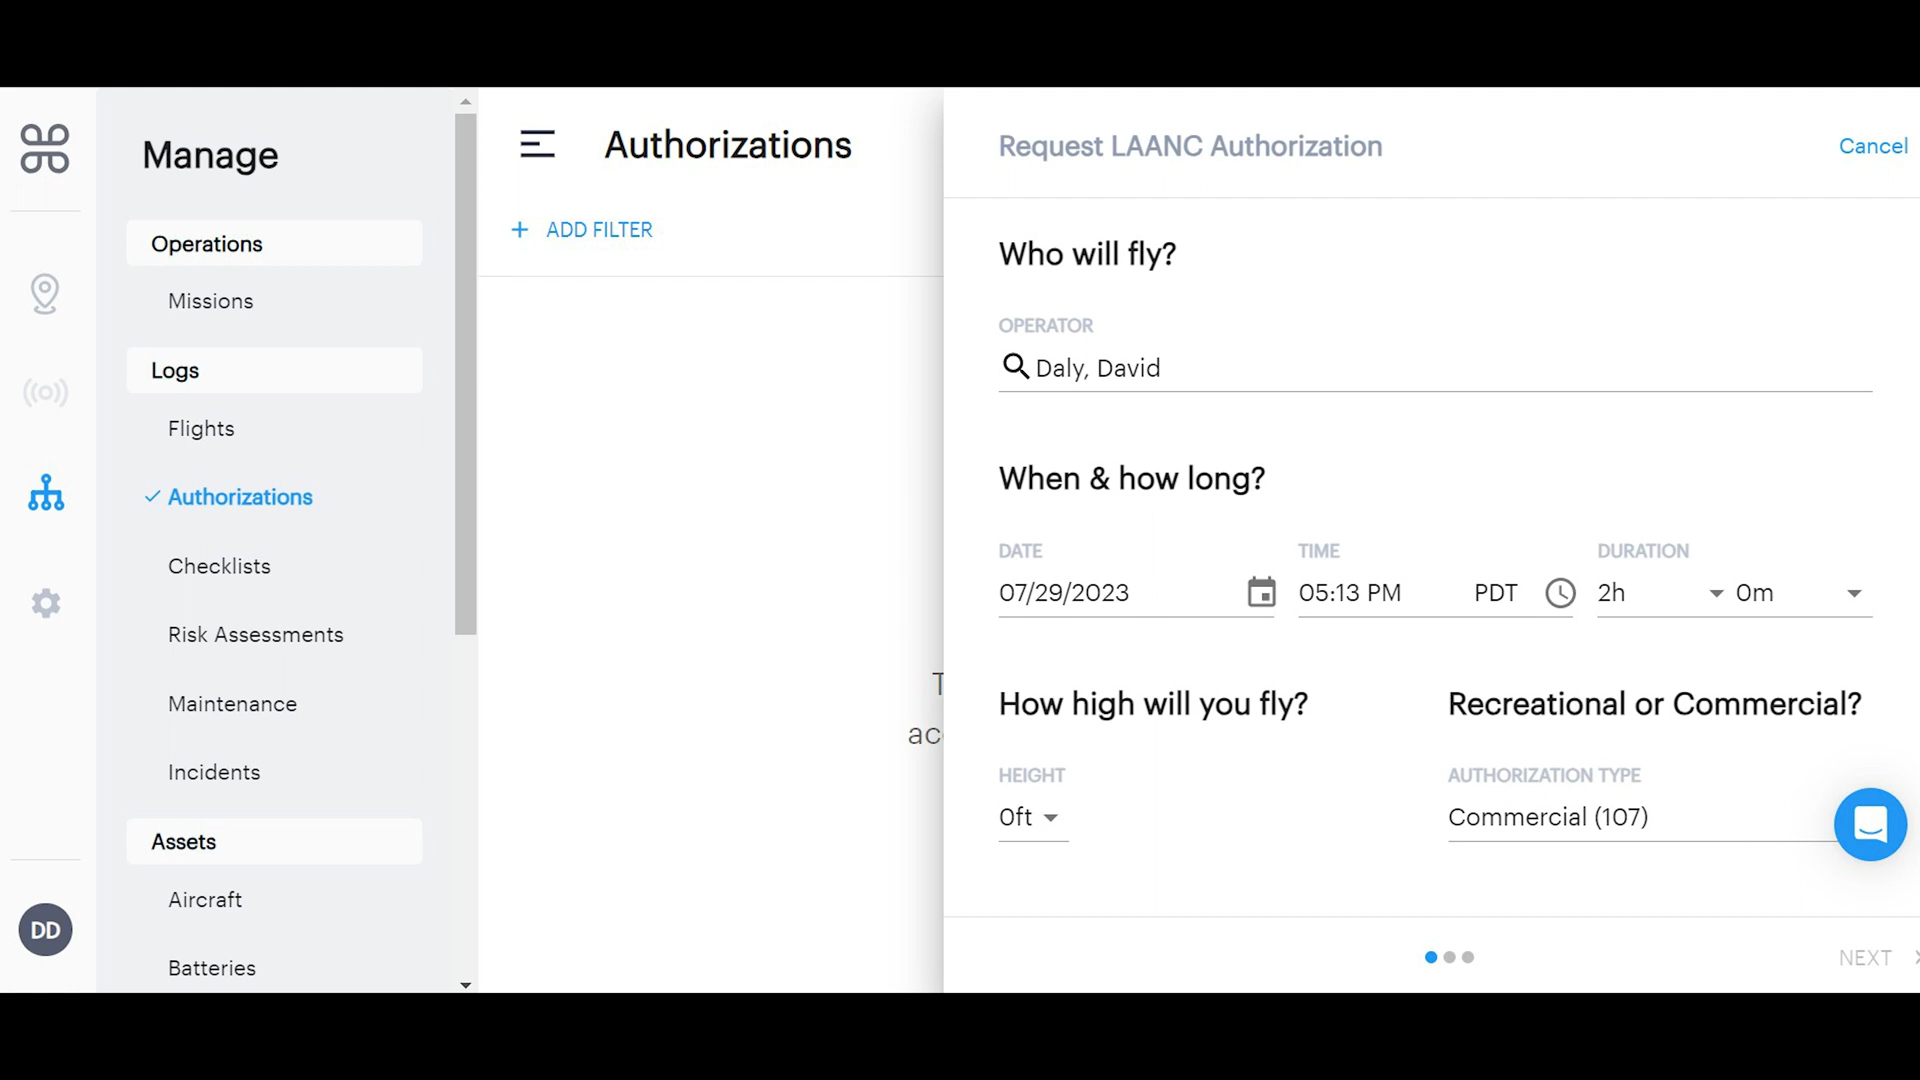 Manage
Operations
Missions
Logs
Flights
Authorizations
Checklists
Risk Assessments
Maintenance
Incidents
Assets
Aircraft
Batteries
DD
Authorizations
+ ADD FILTER
Request LAANC Authorization
Cancel
Who will fly?
OPERATOR
Daly, David
When & how long?
DATE TIME DURATION
07/29/2023 05:13 PM PDT 2h 0m
How high will you fly? Recreational or Commercial?
HEIGHT AUTHORIZATION TYPE
0ft Commercial (107)
NEXT